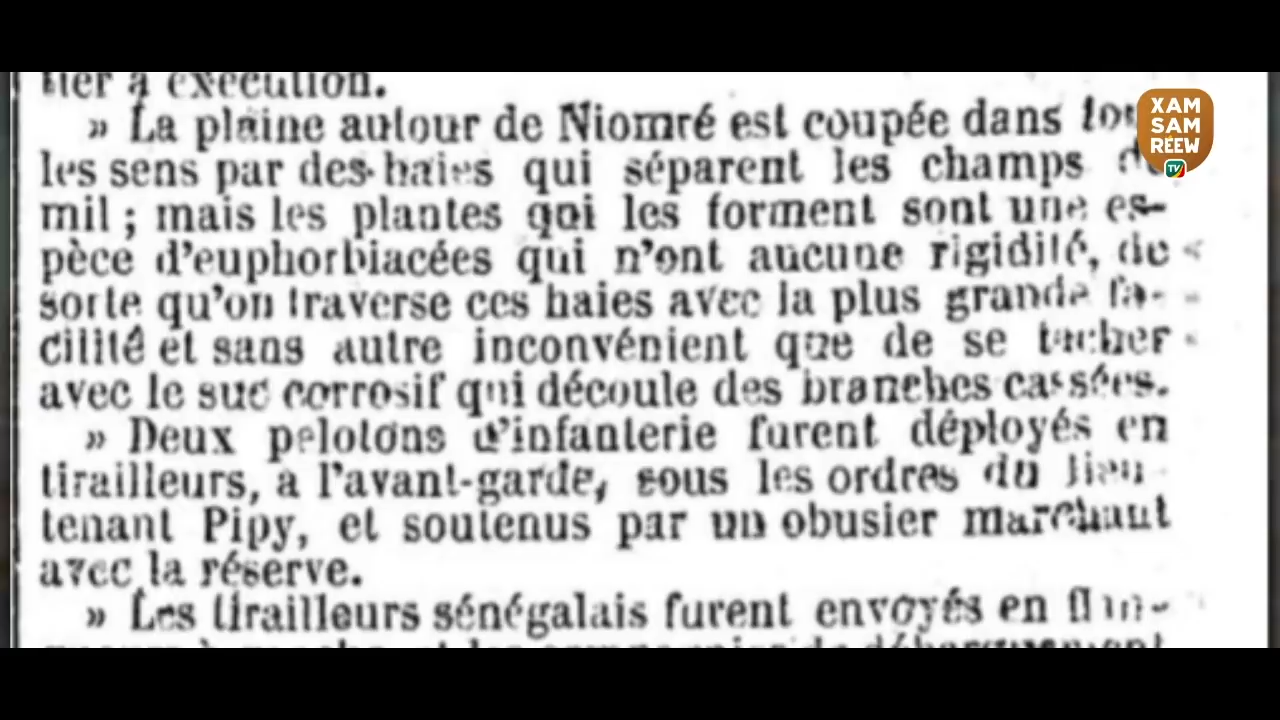 à exécution.
» La plaine autour de Niomré est coupée dans
les sens par des haies qui séparent les champs
mil ; mais les plantes qui les forment sont une es-
pèce d'euphorbiacées qui n'ont aucune rigidité, de
sorte qu'on traverse ces haies avec la plus grande fa-
cilité et sans autre inconvénient que de se tacher
avec le suc corrosif qui découle des branches cassées.
» Deux pelotons d'infanterie furent déployés en
tirailleurs, à l'avant-garde, sous les ordres du lieu-
tenant Pipy, et soutenus par un obusier marchant
avec la réserve.
» Les tirailleurs sénégalais furent envoyés en
XAM
SAM
REEW
TV